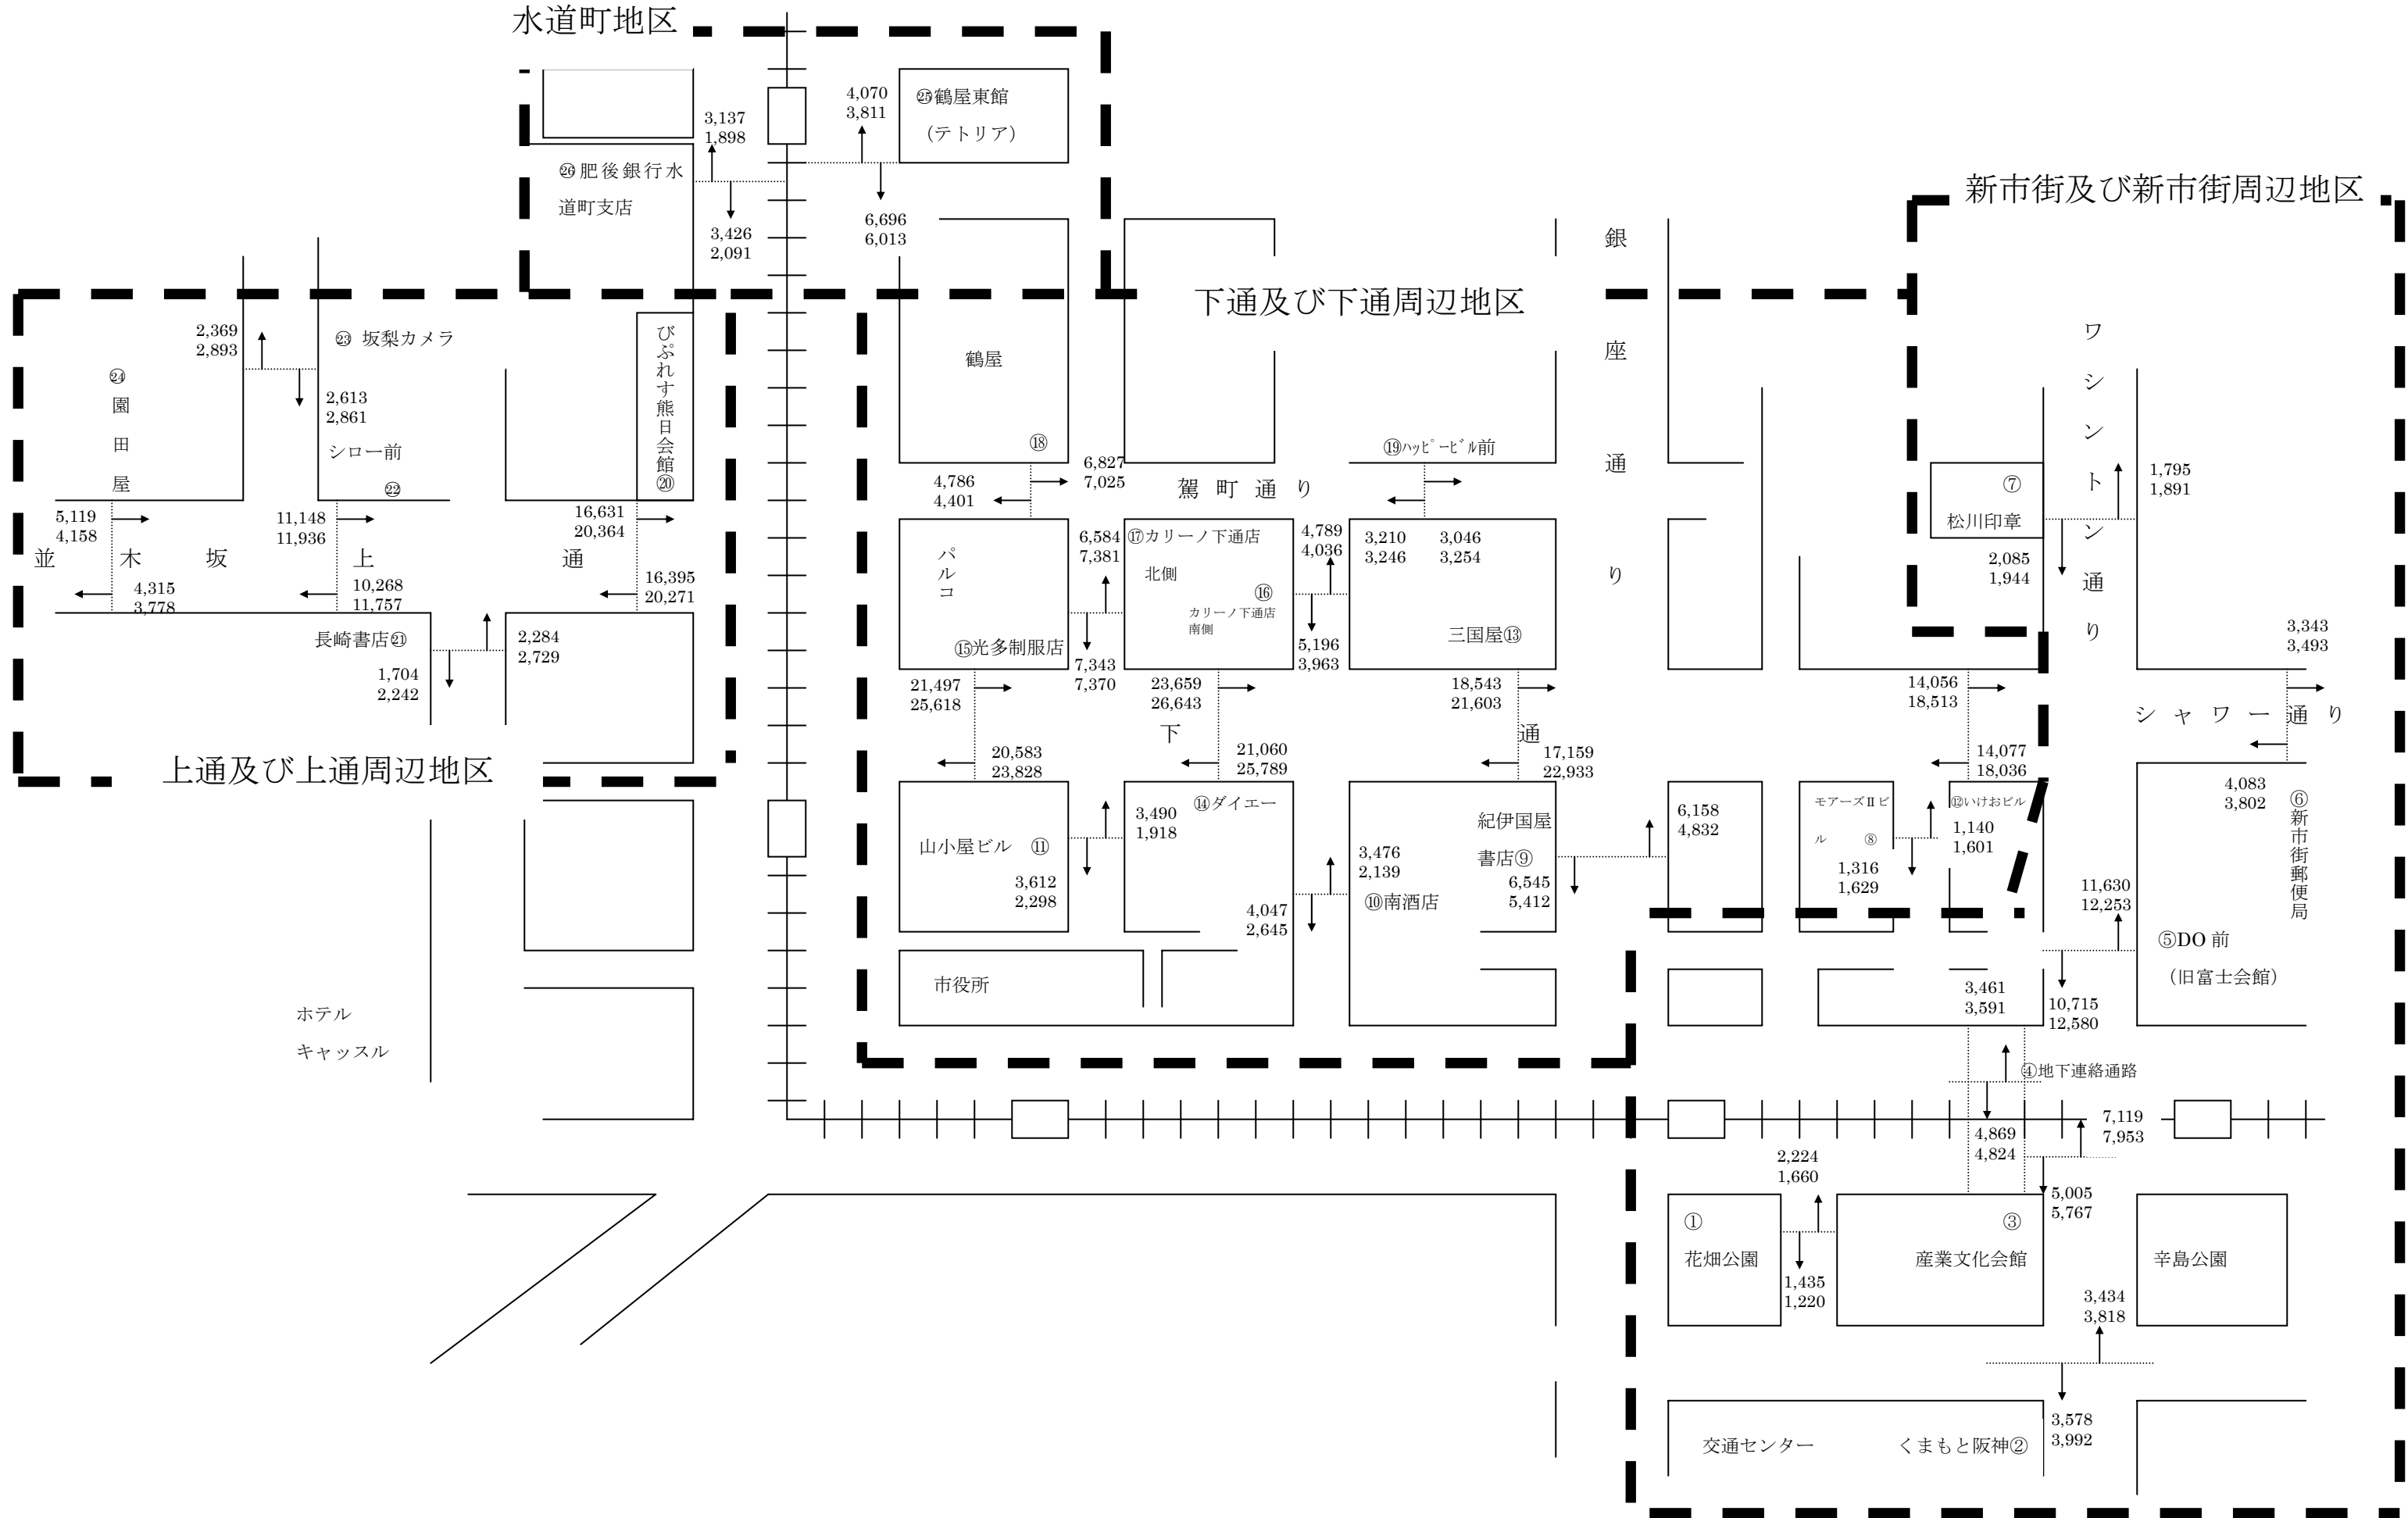 水道町地区
4,070
3,811
㉕鶴屋東館
（テトリア）
3,137
1,898
㉖肥後銀行水
道町支店
3,426
2,091
6,696
6,013
新市街及び新市街周辺地区
下通及び下通周辺地区
銀座通り
ワシントン通り
2,369
2,893
㉓ 坂梨カメラ
㉔園田屋
2,613
2,861
シロー前
㉒
びぷれす熊日会館⑳
鶴屋
⑱
⑲ハッピービル前
5,119
4,158
11,148
11,936
16,631
20,364
並木坂
上通
4,315
3,778
10,268
11,757
16,395
20,271
長崎書店㉑
2,284
2,729
1,704
2,242
上通及び上通周辺地区
4,786
4,401
6,827
7,025
駕町通り
パルコ
6,584
7,381
⑰カリーノ下通店
北側
4,789
4,036
⑯
カリーノ下通店
南側
3,210
3,246
3,046
3,254
⑮光多制服店
7,343
7,370
5,196
3,963
三国屋⑬
⑦
松川印章
1,795
1,891
2,085
1,944
3,343
3,493
21,497
25,618
23,659
26,643
18,543
21,603
14,056
18,513
シャワー通り
下通
20,583
23,828
21,060
25,789
17,159
22,933
14,077
18,036
4,083
3,802
⑥新市街郵便局
山小屋ビル ⑪
3,490
1,918
3,612
2,298
⑭ダイエー
3,476
2,139
4,047
2,645
⑩南酒店
紀伊国屋
書店⑨
6,545
5,412
6,158
4,832
モアーズⅡビ
ル ⑧
1,316
1,629
⑫いけおビル
1,140
1,601
11,630
12,253
⑤DO 前
（旧富士会館）
市役所
3,461
3,591
10,715
12,580
ホテル
キャッスル
④地下連絡通路
7,119
7,953
4,869
4,824
2,224
1,660
5,005
5,767
①
花畑公園
③
産業文化会館
辛島公園
1,435
1,220
3,434
3,818
3,578
3,992
交通センター
くまもと阪神②